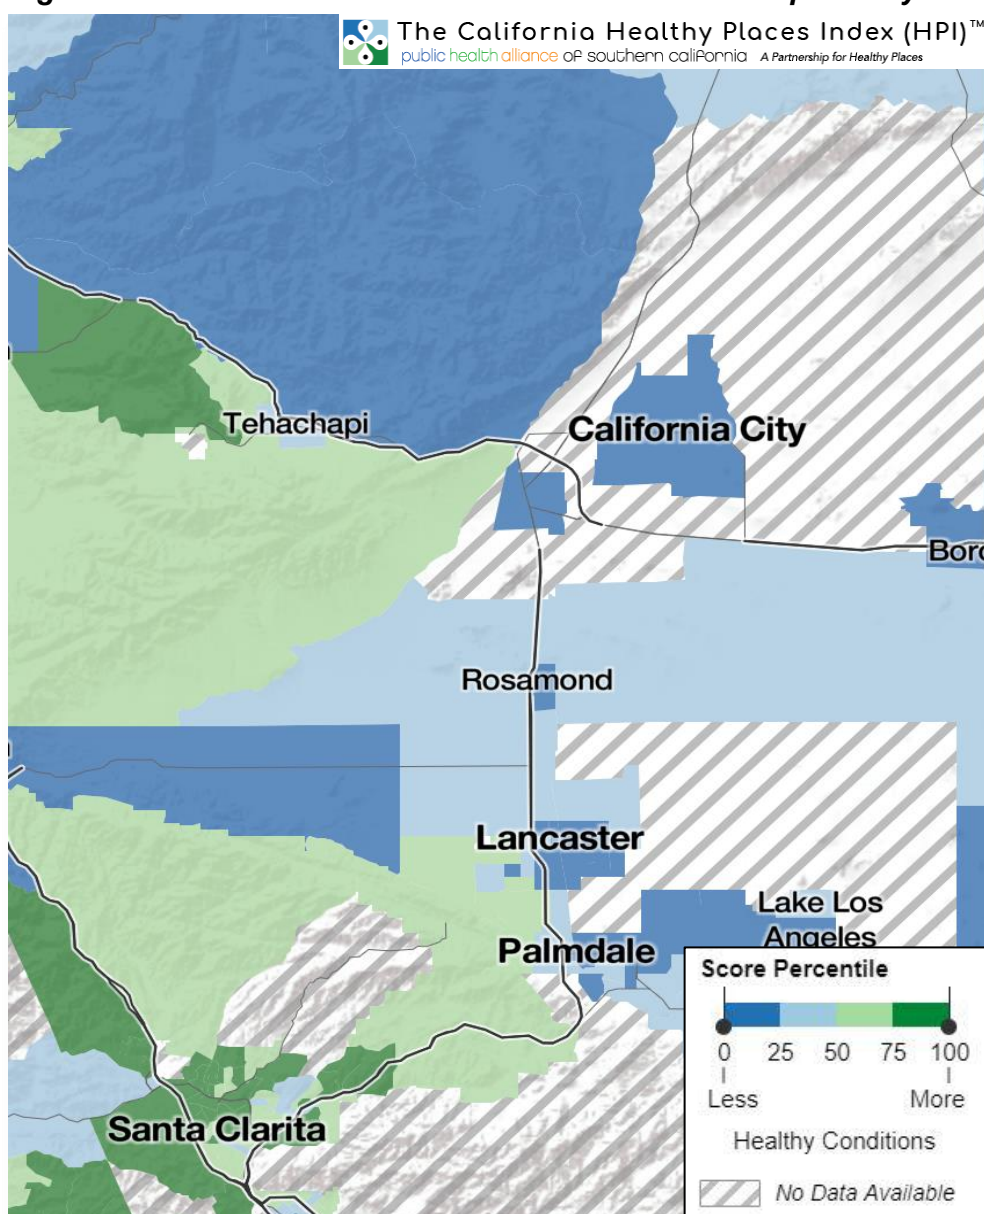 The California Healthy Places Index (HPI)™
public health alliance of southern california A Partnership for Healthy Places
Tehachapi
California City
Rosamond
Lancaster
Lake Los
Angeles
Palmdale
Santa Clarita
Score Percentile
0 25 50 75 100
Less More
Healthy Conditions
No Data Available